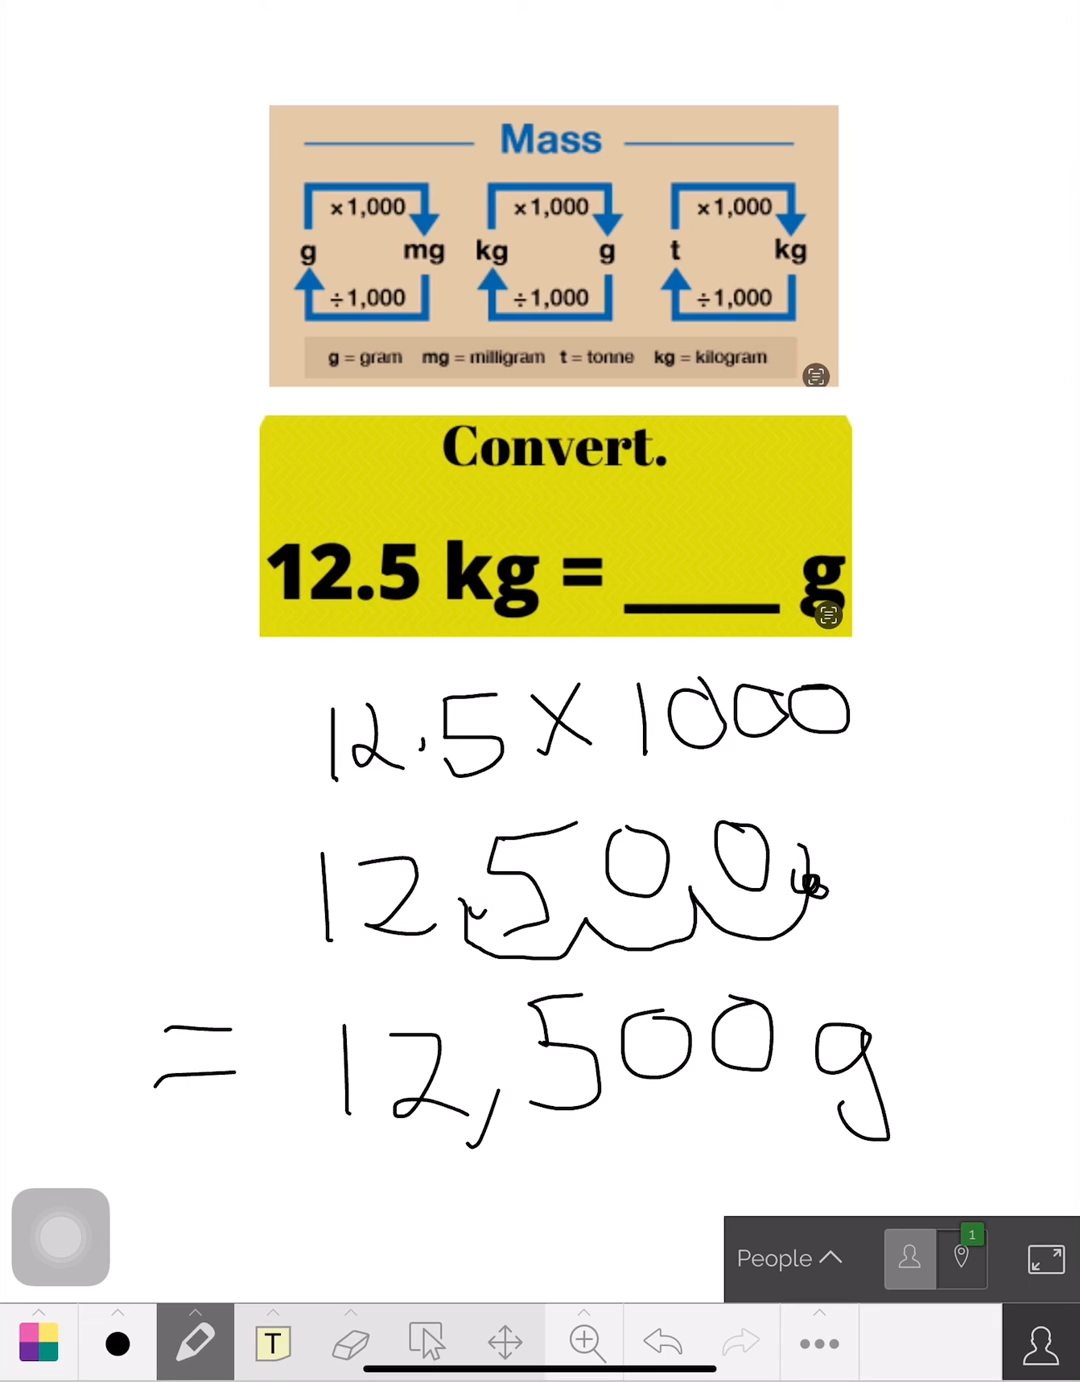 Mass
×1,000 ×1,000 ×1,000
g mg kg g t kg
÷1,000 ÷1,000 ÷1,000
g = gram mg = milligram t = tonne kg = kilogram
Convert.
12.5 kg = ____ g
12.5 × 1000
12.500.
= 12,500 g
1
People
T